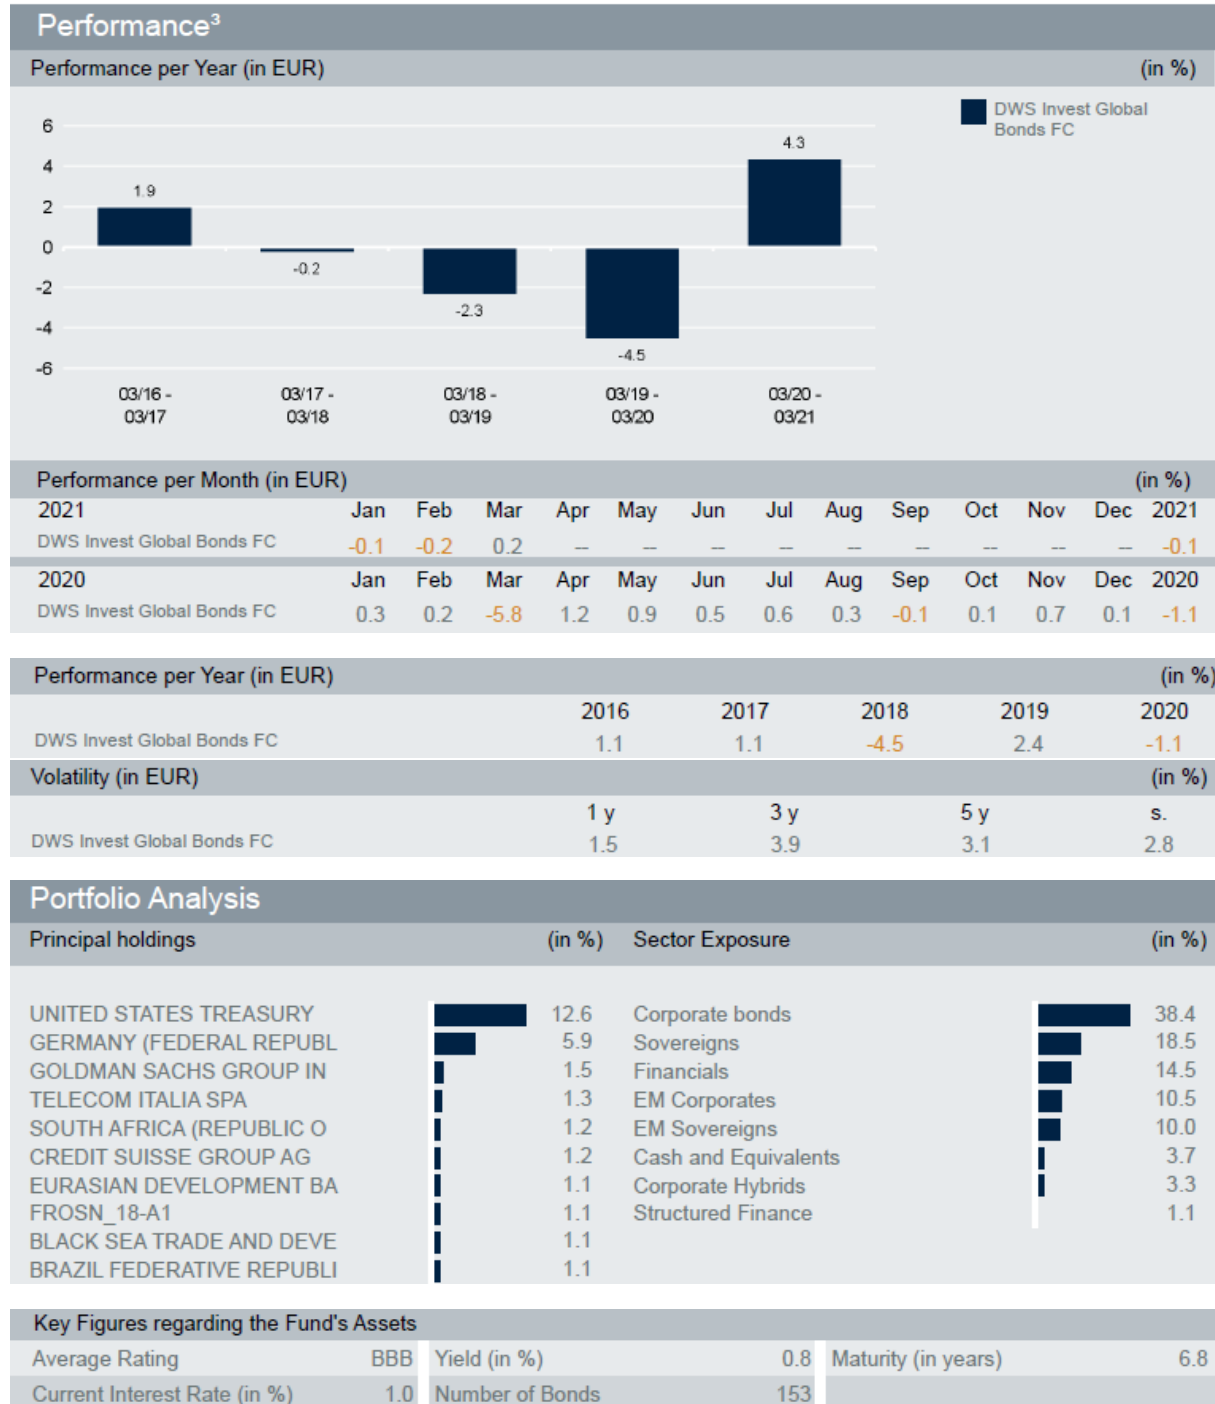 Performance³
Performance per Year (in EUR) (in %)
DWS Invest Global
Bonds FC
6
4
2
0
-2
-4
-6
1.9
-0.2
-2.3
-4.5
4.3
03/16 - 03/17 - 03/18 - 03/19 - 03/20 -
03/17 03/18 03/19 03/20 03/21
Performance per Month (in EUR) (in %)
2021 Jan Feb Mar Apr May Jun Jul Aug Sep Oct Nov Dec 2021
DWS Invest Global Bonds FC -0.1 -0.2 0.2 -- -- -- -- -- -- -- -- -- -0.1
2020 Jan Feb Mar Apr May Jun Jul Aug Sep Oct Nov Dec 2020
DWS Invest Global Bonds FC 0.3 0.2 -5.8 1.2 0.9 0.5 0.6 0.3 -0.1 0.1 0.7 0.1 -1.1
Performance per Year (in EUR) (in %)
2016 2017 2018 2019 2020
DWS Invest Global Bonds FC 1.1 1.1 -4.5 2.4 -1.1
Volatility (in EUR) (in %)
1 y 3 y 5 y s.
DWS Invest Global Bonds FC 1.5 3.9 3.1 2.8
Portfolio Analysis
Principal holdings (in %)
UNITED STATES TREASURY 12.6
GERMANY (FEDERAL REPUBL 5.9
GOLDMAN SACHS GROUP IN 1.5
TELECOM ITALIA SPA 1.3
SOUTH AFRICA (REPUBLIC O 1.2
CREDIT SUISSE GROUP AG 1.2
EURASIAN DEVELOPMENT BA 1.1
FROSN_18-A1 1.1
BLACK SEA TRADE AND DEVE 1.1
BRAZIL FEDERATIVE REPUBLI 1.1
Sector Exposure (in %)
Corporate bonds 38.4
Sovereigns 18.5
Financials 14.5
EM Corporates 10.5
EM Sovereigns 10.0
Cash and Equivalents 3.7
Corporate Hybrids 3.3
Structured Finance 1.1
Key Figures regarding the Fund's Assets
Average Rating BBB Yield (in %) 0.8 Maturity (in years) 6.8
Current Interest Rate (in %) 1.0 Number of Bonds 153